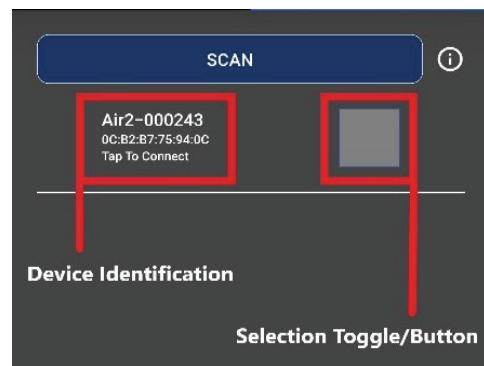 SCAN
Air2-000243
0C:B2:B7:75:94:0C
Tap To Connect
Device Identification
Selection Toggle/Button